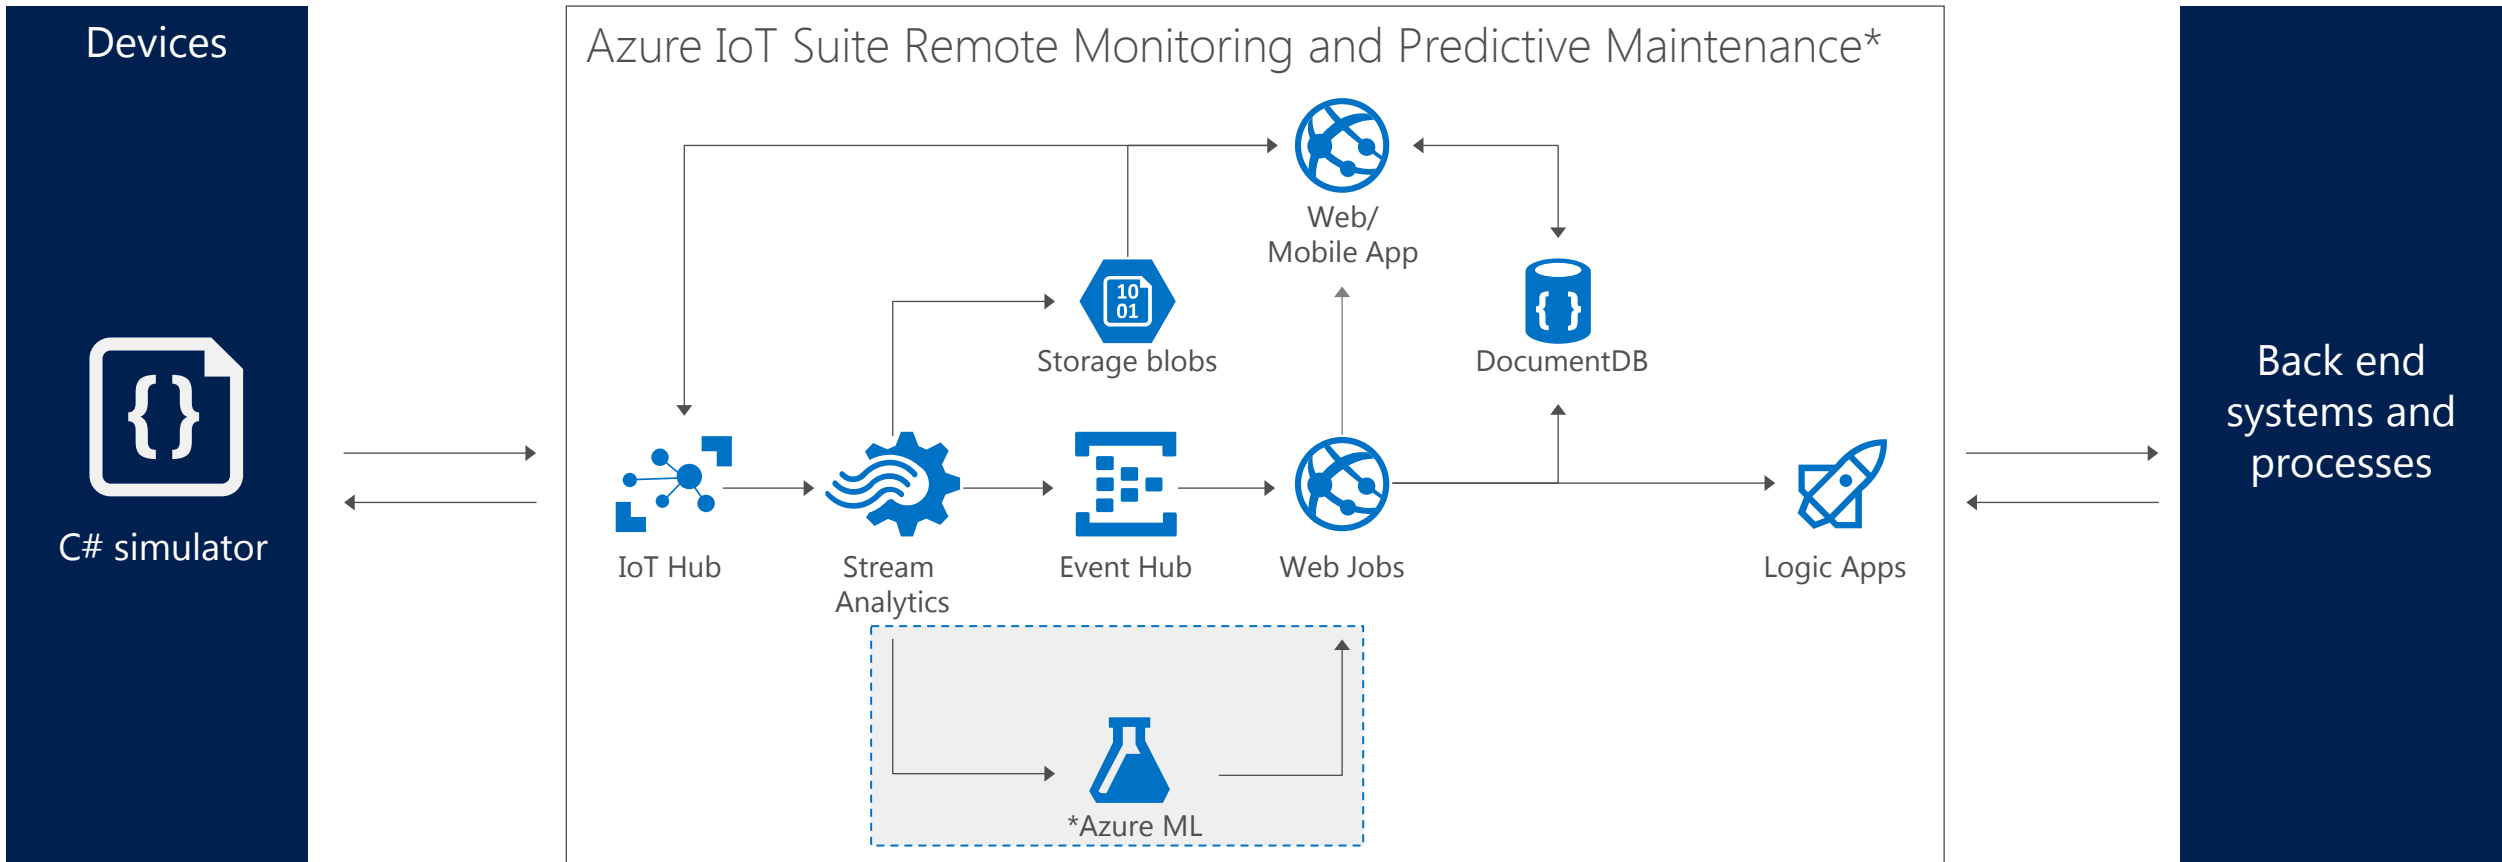 Devices
Azure IoT Suite Remote Monitoring and Predictive Maintenance*
Web/
Mobile App
10
01
Storage blobs
{ }
DocumentDB
Back end
systems and
processes
{}
C# simulator
IoT Hub
Stream
Analytics
Event Hub
Web Jobs
Logic Apps
*Azure ML